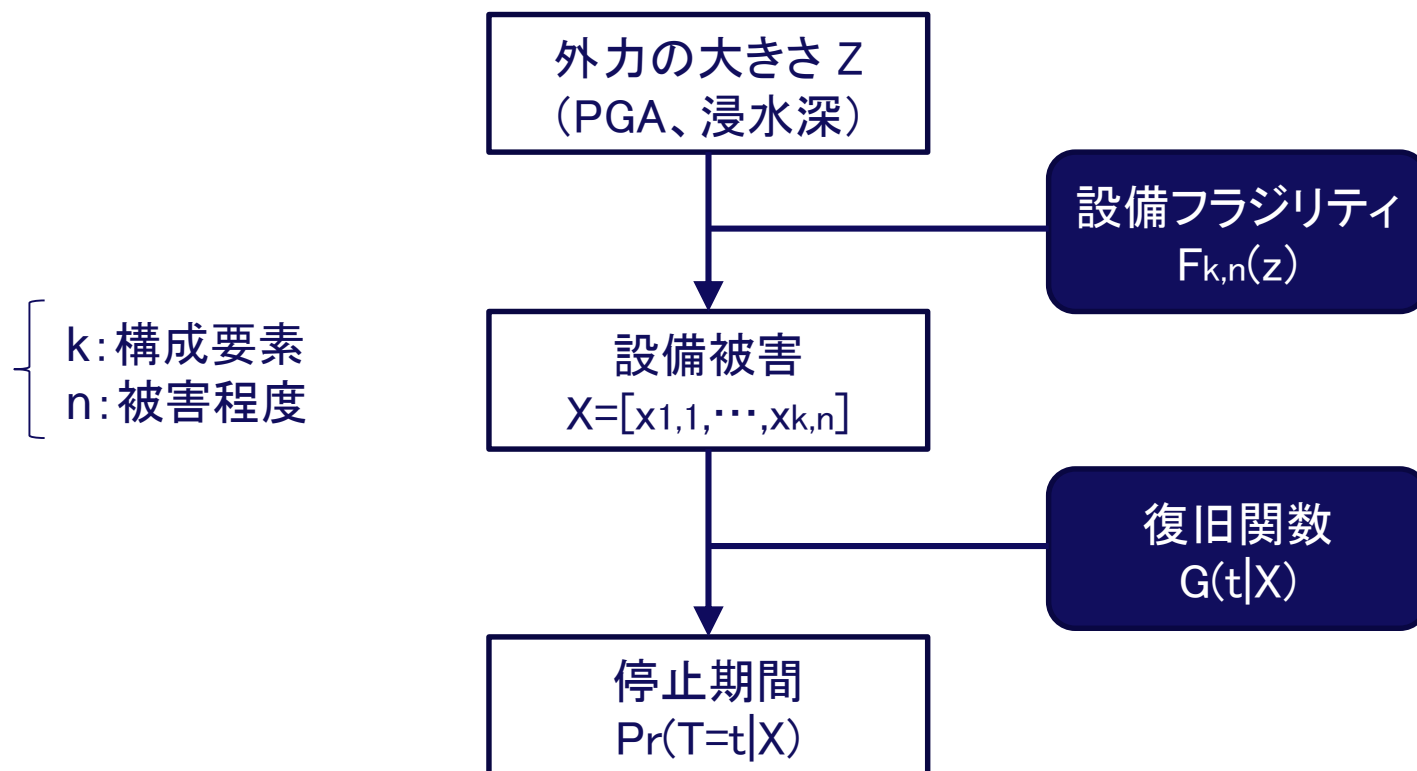 外力の大きさ Z
(PGA、浸水深)
設備フラジリティ
Fk,n(z)
k:構成要素
n:被害程度
設備被害
X=[x1,1,・・・,xk,n]
復旧関数
G(t|X)
停止期間
Pr(T=t|X)